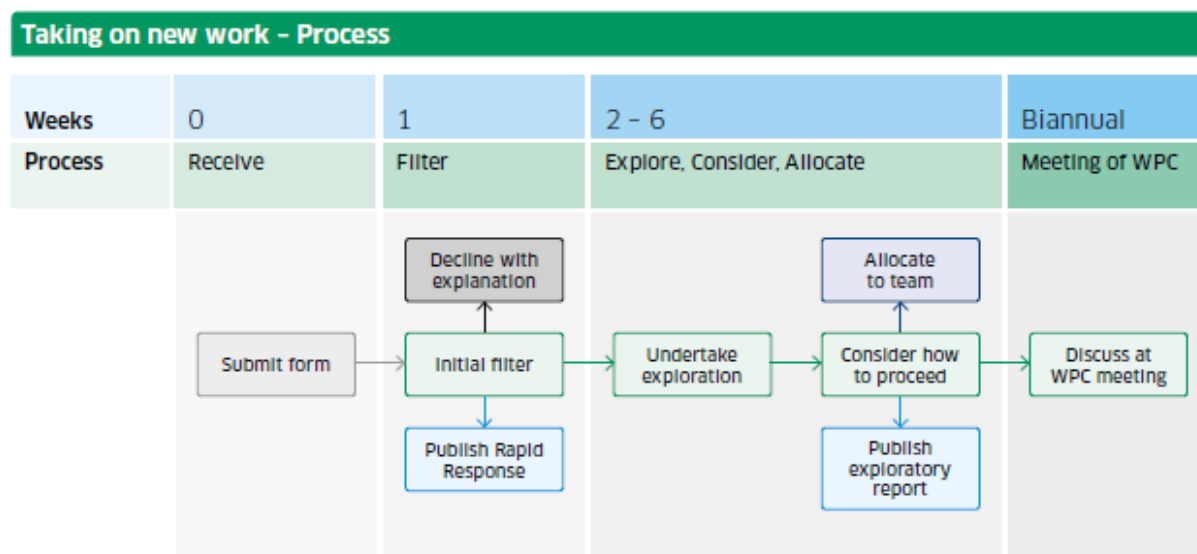 Taking on new work – Process
Weeks
0
1
2 – 6
Biannual
Process
Receive
Filter
Explore, Consider, Allocate
Meeting of WPC
Decline with
explanation
Allocate
to team
Submit form
Initial filter
Undertake
exploration
Consider how
to proceed
Discuss at
WPC meeting
Publish Rapid
Response
Publish
exploratory
report